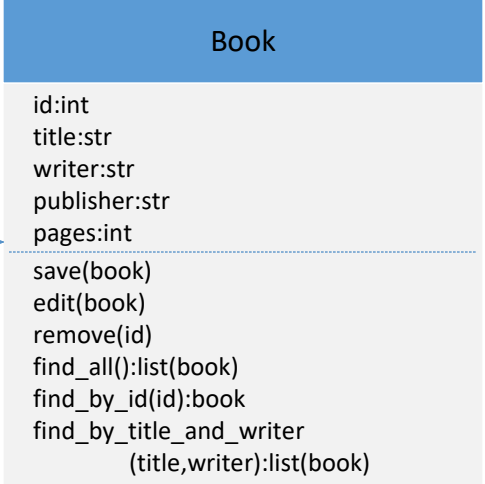 Book
id:int
title:str
writer:str
publisher:str
pages:int
save(book)
edit(book)
remove(id)
find_all():list(book)
find_by_id(id):book
find_by_title_and_writer
(title,writer):list(book)